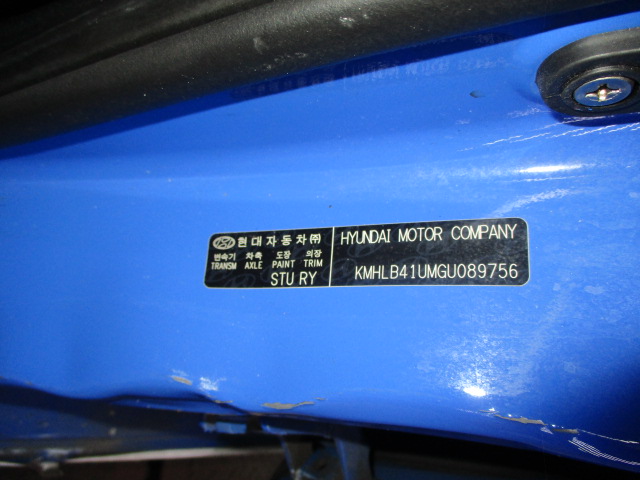 현대자동차㈜
변속기 차축 도장 의장
TRANSM AXLE PAINT TRIM
STU RY
HYUNDAI MOTOR COMPANY
KMHLB41UMGU089756